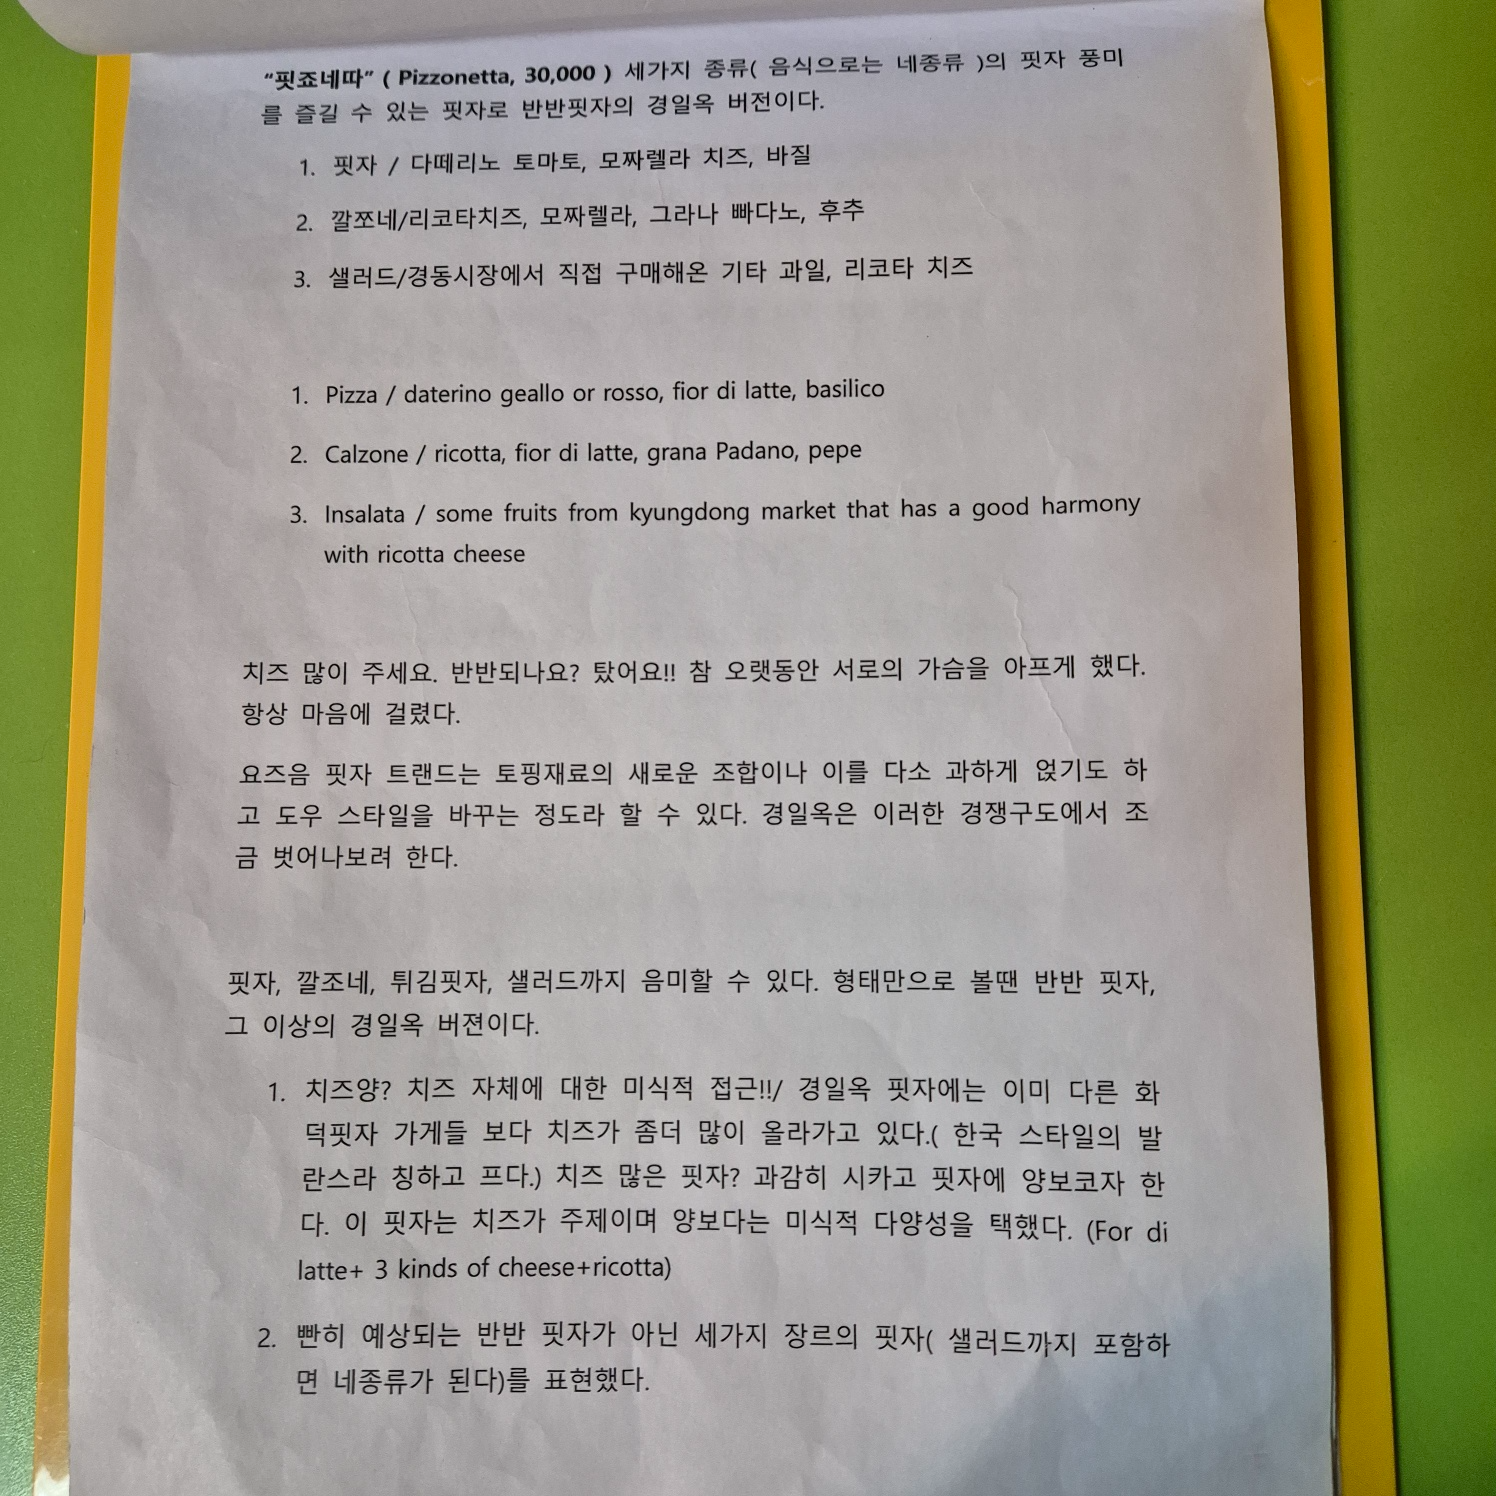 “핏죠네따” ( Pizzonetta, 30,000 ) 세가지 종류( 음식으로는 네종류 )의 핏자 풍미
를 즐길 수 있는 핏자로 반반핏자의 경일옥 버전이다.
1. 핏자 / 다떼리노 토마토, 모짜렐라 치즈, 바질
2. 깔쪼네/리코타치즈, 모짜렐라, 그라나 빠다노, 후추
3. 샐러드/경동시장에서 직접 구매해온 기타 과일, 리코타 치즈
1. Pizza / daterino geallo or rosso, fior di latte, basilico
2. Calzone / ricotta, fior di latte, grana Padano, pepe
3. Insalata / some fruits from kyungdong market that has a good harmony
with ricotta cheese
치즈 많이 주세요. 반반되나요? 탔어요!! 참 오랫동안 서로의 가슴을 아프게 했다.
항상 마음에 걸렸다.
요즈음 핏자 트랜드는 토핑재료의 새로운 조합이나 이를 다소 과하게 얹기도 하
고 도우 스타일을 바꾸는 정도라 할 수 있다. 경일옥은 이러한 경쟁구도에서 조
금 벗어나보려 한다.
핏자, 깔조네, 튀김핏자, 샐러드까지 음미할 수 있다. 형태만으로 볼땐 반반 핏자,
그 이상의 경일옥 버젼이다.
1. 치즈양? 치즈 자체에 대한 미식적 접근!!/ 경일옥 핏자에는 이미 다른 화
덕핏자 가게들 보다 치즈가 좀더 많이 올라가고 있다.( 한국 스타일의 발
란스라 칭하고 프다.) 치즈 많은 핏자? 과감히 시카고 핏자에 양보코자 한
다. 이 핏자는 치즈가 주제이며 양보다는 미식적 다양성을 택했다. (For di
latte+ 3 kinds of cheese+ricotta)
2. 빤히 예상되는 반반 핏자가 아닌 세가지 장르의 핏자( 샐러드까지 포함하
면 네종류가 된다)를 표현했다.